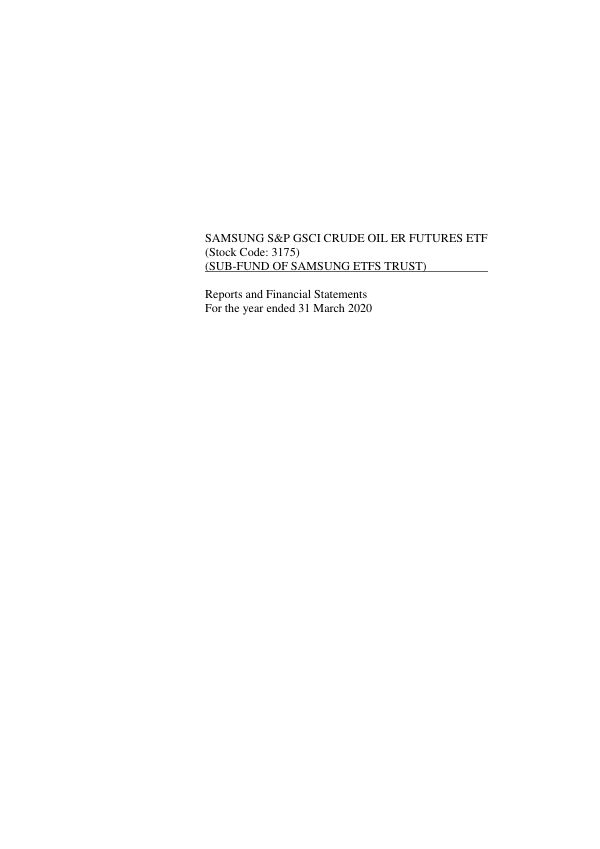 SAMSUNG S&P GSCI CRUDE OIL ER FUTURES ETF
(Stock Code: 3175)
(SUB-FUND OF SAMSUNG ETFS TRUST)
Reports and Financial Statements
For the year ended 31 March 2020